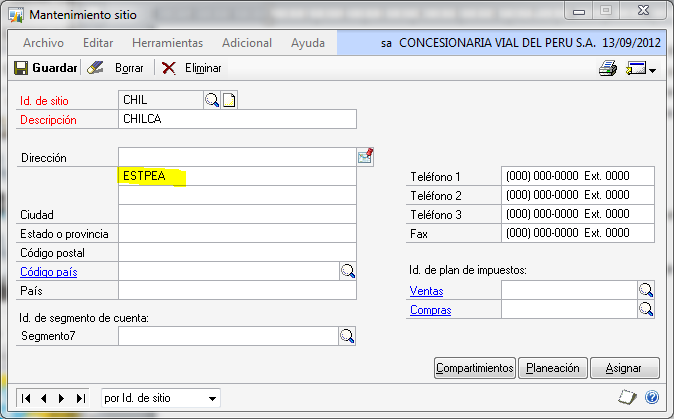 Mantenimiento sitio
Archivo Editar Herramientas Adicional Ayuda sa CONCESIONARIA VIAL DEL PERU S.A. 13/09/2012
Guardar Borrar Eliminar
Id. de sitio CHIL
Descripción CHILCA
Dirección
ESTPEA
Teléfono 1 (000) 000-0000 Ext. 0000
Teléfono 2 (000) 000-0000 Ext. 0000
Ciudad Teléfono 3 (000) 000-0000 Ext. 0000
Estado o provincia Fax (000) 000-0000 Ext. 0000
Código postal
Código país Id. de plan de impuestos:
País Ventas
Compras
Id. de segmento de cuenta:
Segmento7
Compartimientos Planeación Asignar
por Id. de sitio